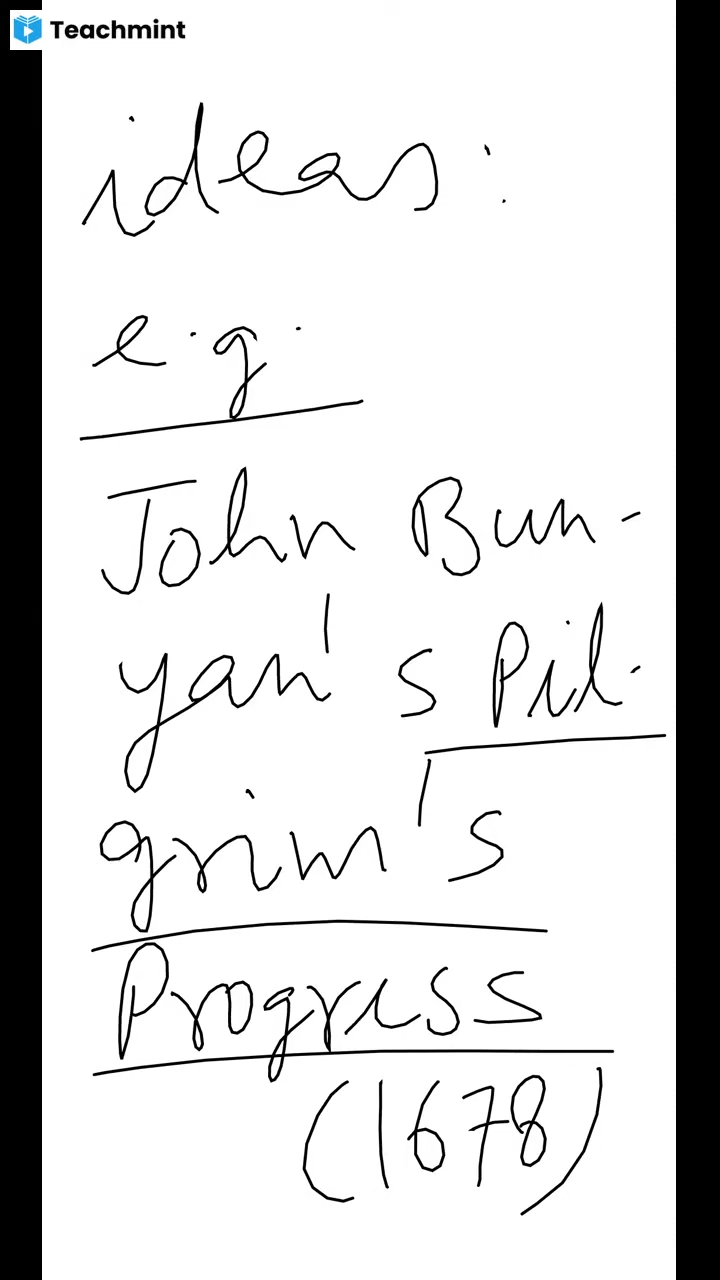 Teachmint
ideas:
e.g.
John Bun-
yan's Pil-
grim's
Progress
(1678)